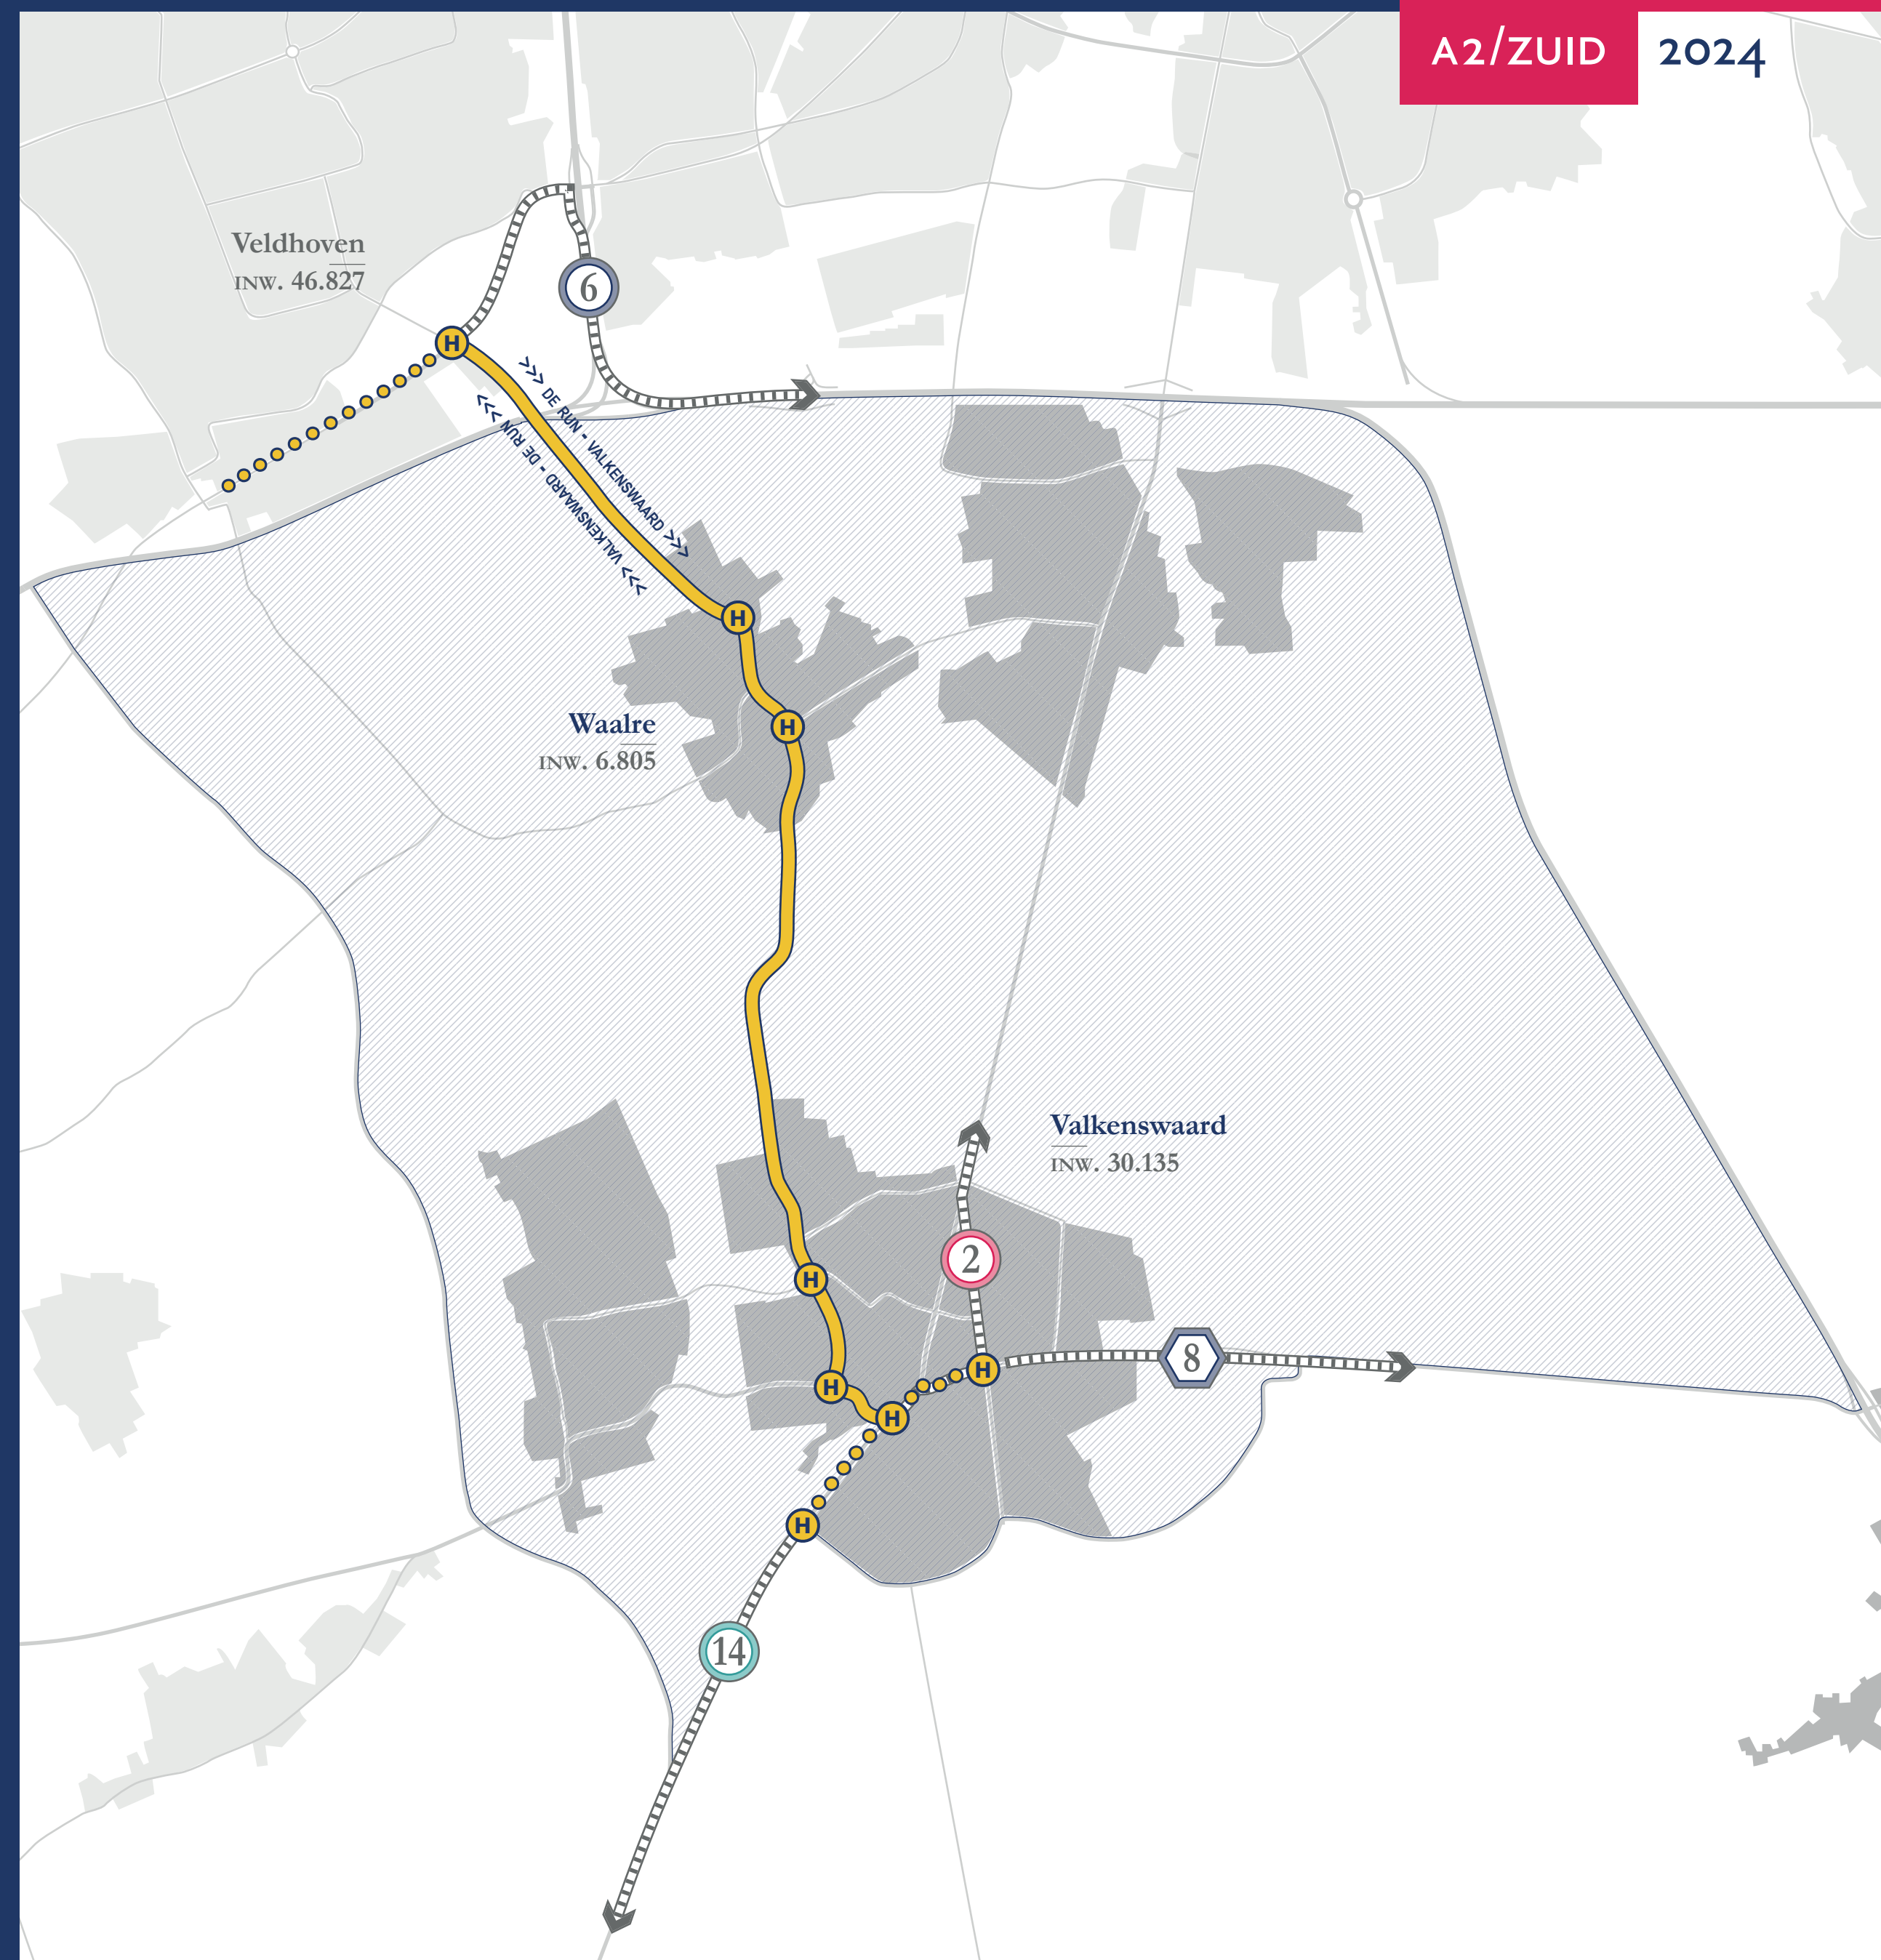 A2/ZUID
2024
Veldhoven
INW. 46.827
6
H
>>> DE RUN - VALKENSWAARD >>>
>>> VALKENSWAARD - DE RUN >>>
H
Waalre
INW. 6.805
H
Valkenswaard
INW. 30.135
2
H
8
H
H
H
H
14